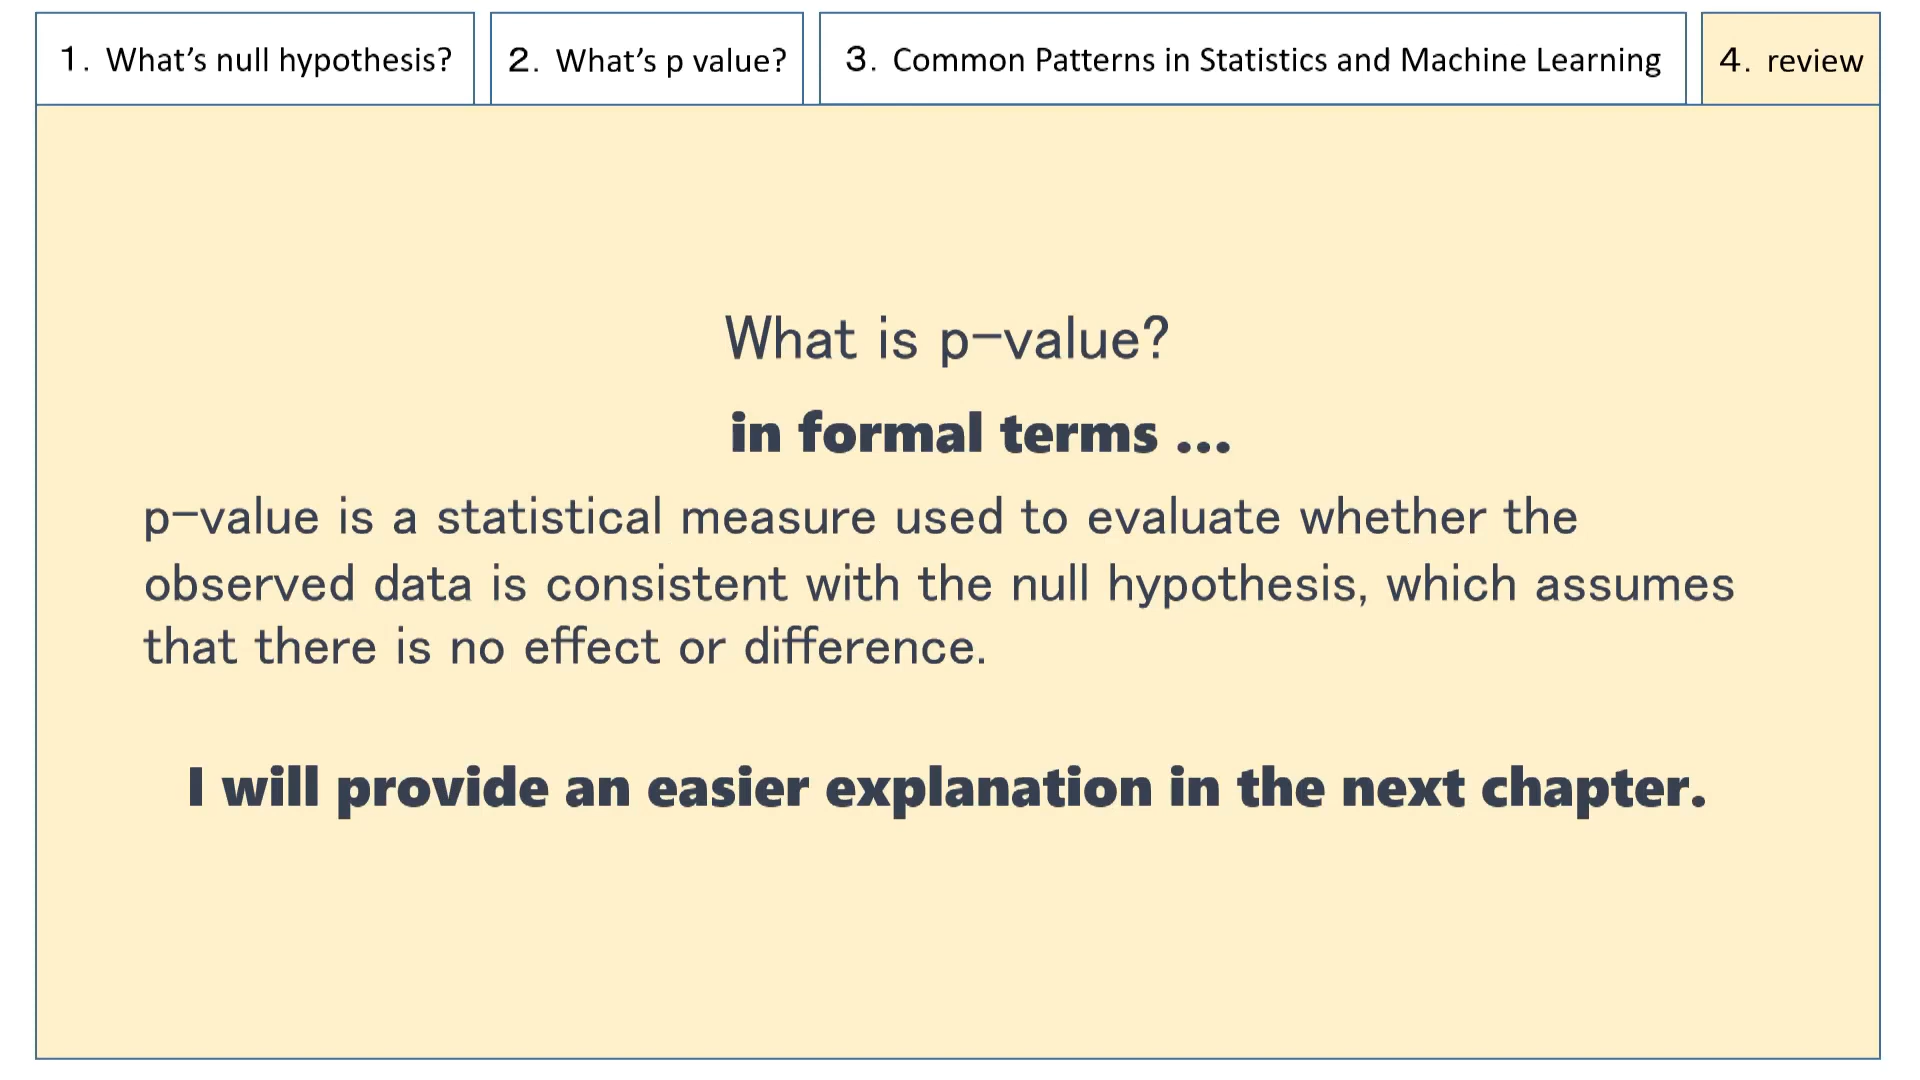 1. What’s null hypothesis?
2. What’s p value?
3. Common Patterns in Statistics and Machine Learning
4. review
What is p-value?
in formal terms ...
p-value is a statistical measure used to evaluate whether the
observed data is consistent with the null hypothesis, which assumes
that there is no effect or difference.
I will provide an easier explanation in the next chapter.